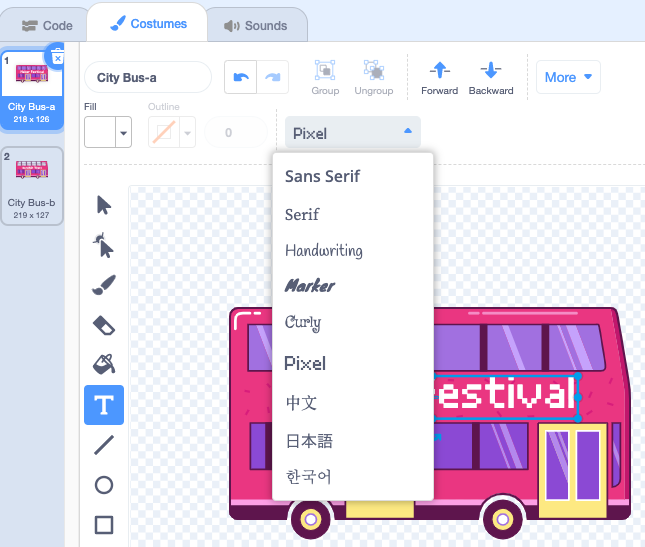 Code
Costumes
Sounds
1
City Bus-a
218 x 126
2
City Bus-b
219 x 127
City Bus-a
Group
Ungroup
Forward
Backward
More
Fill
Outline
0
Pixel
Sans Serif
Serif
Handwriting
Marker
Curly
Pixel
中文
日本語
한국어
T
estival